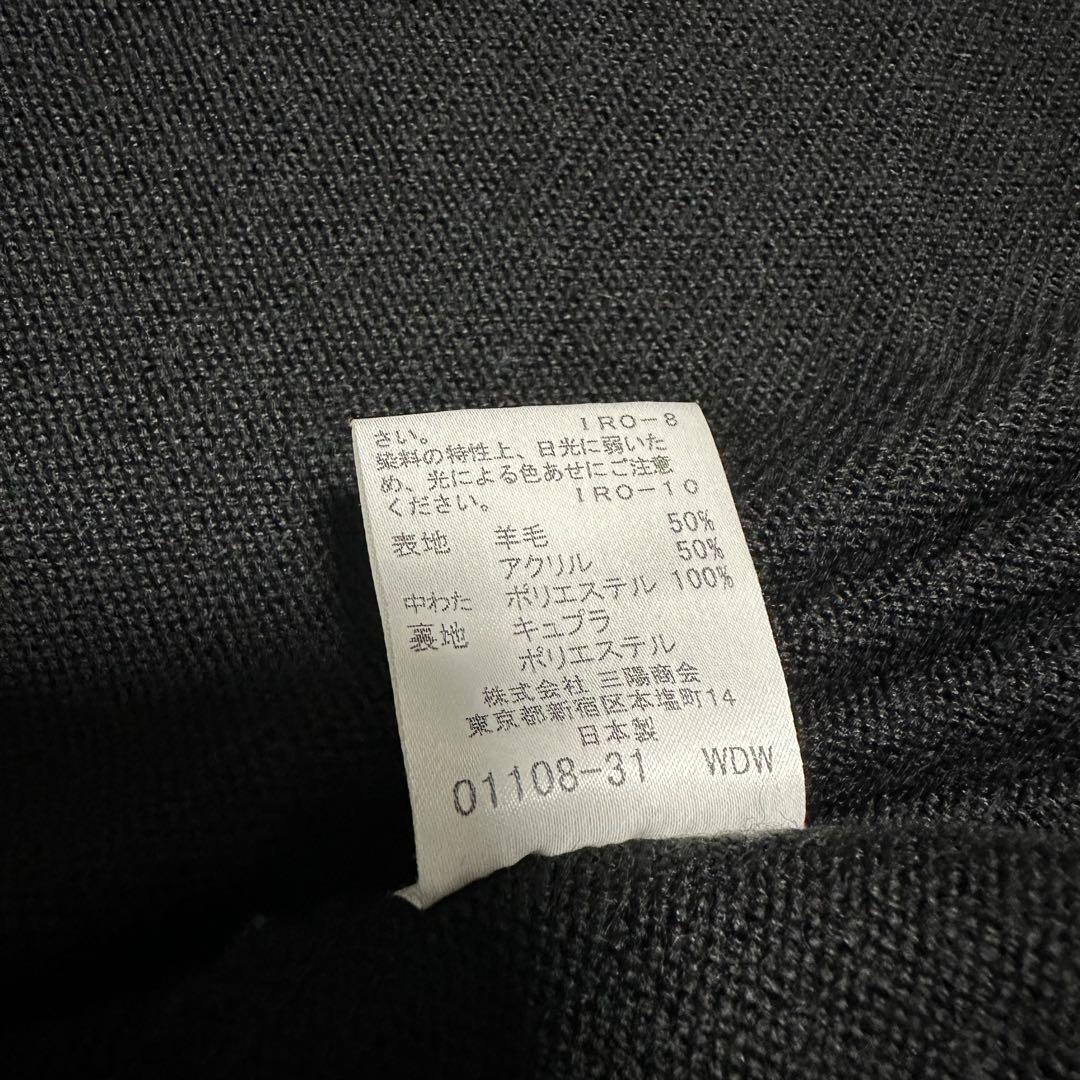 さい。 IRO-8
染料の特性上、日光に弱いた
め、光による色あせにご注意
ください。 IRO-10
表地 羊毛 50%
アクリル 50%
中わた ポリエステル 100%
裏地 キュプラ
ポリエステル
株式会社 三陽商会
東京都新宿区本塩町14
日本製
01108-31 WDW